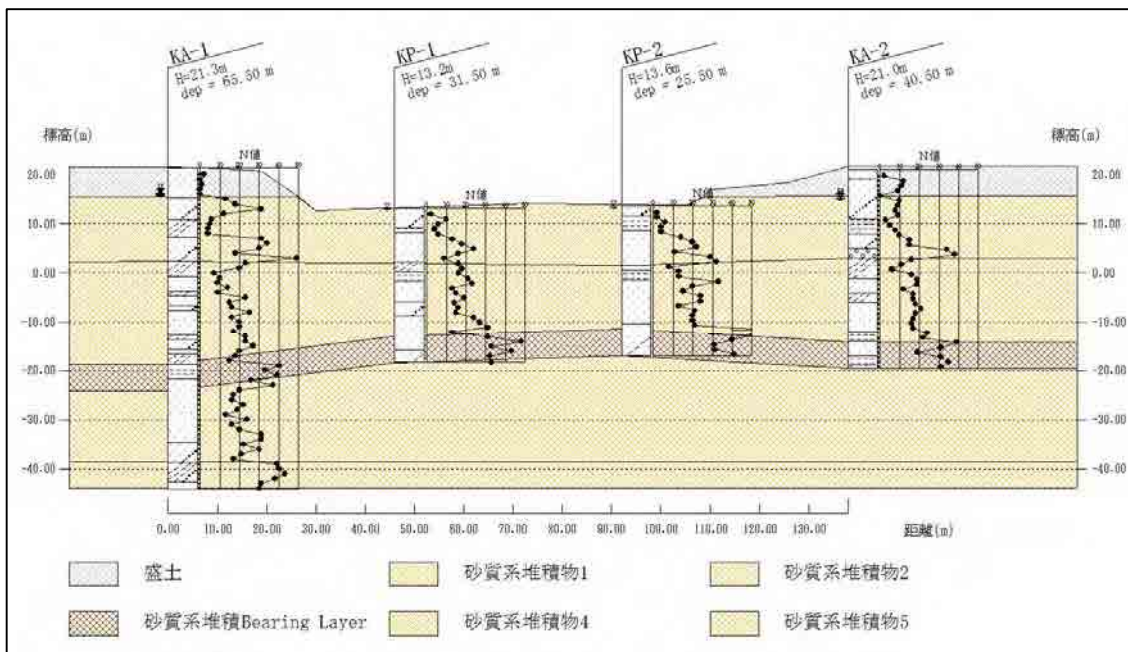 KA-1
H=21.3m
dep = 65.50 m
KP-1
H=13.2m
dep = 31.50 m
KP-2
H=13.6m
dep = 25.50 m
KA-2
H=21.0m
dep = 40.50 m
標高(m)
標高(m)
N値
N値
N値
N値
20.00
10.00
0.00
-10.00
-20.00
-30.00
-40.00
20.00
10.00
0.00
-10.00
-20.00
-30.00
-40.00
0.00 10.00 20.00 30.00 40.00 50.00 60.00 70.00 80.00 90.00 100.00 110.00 120.00 130.00
距離(m)
盛土
砂質系堆積物1
砂質系堆積物2
砂質系堆積Bearing Layer
砂質系堆積物4
砂質系堆積物5